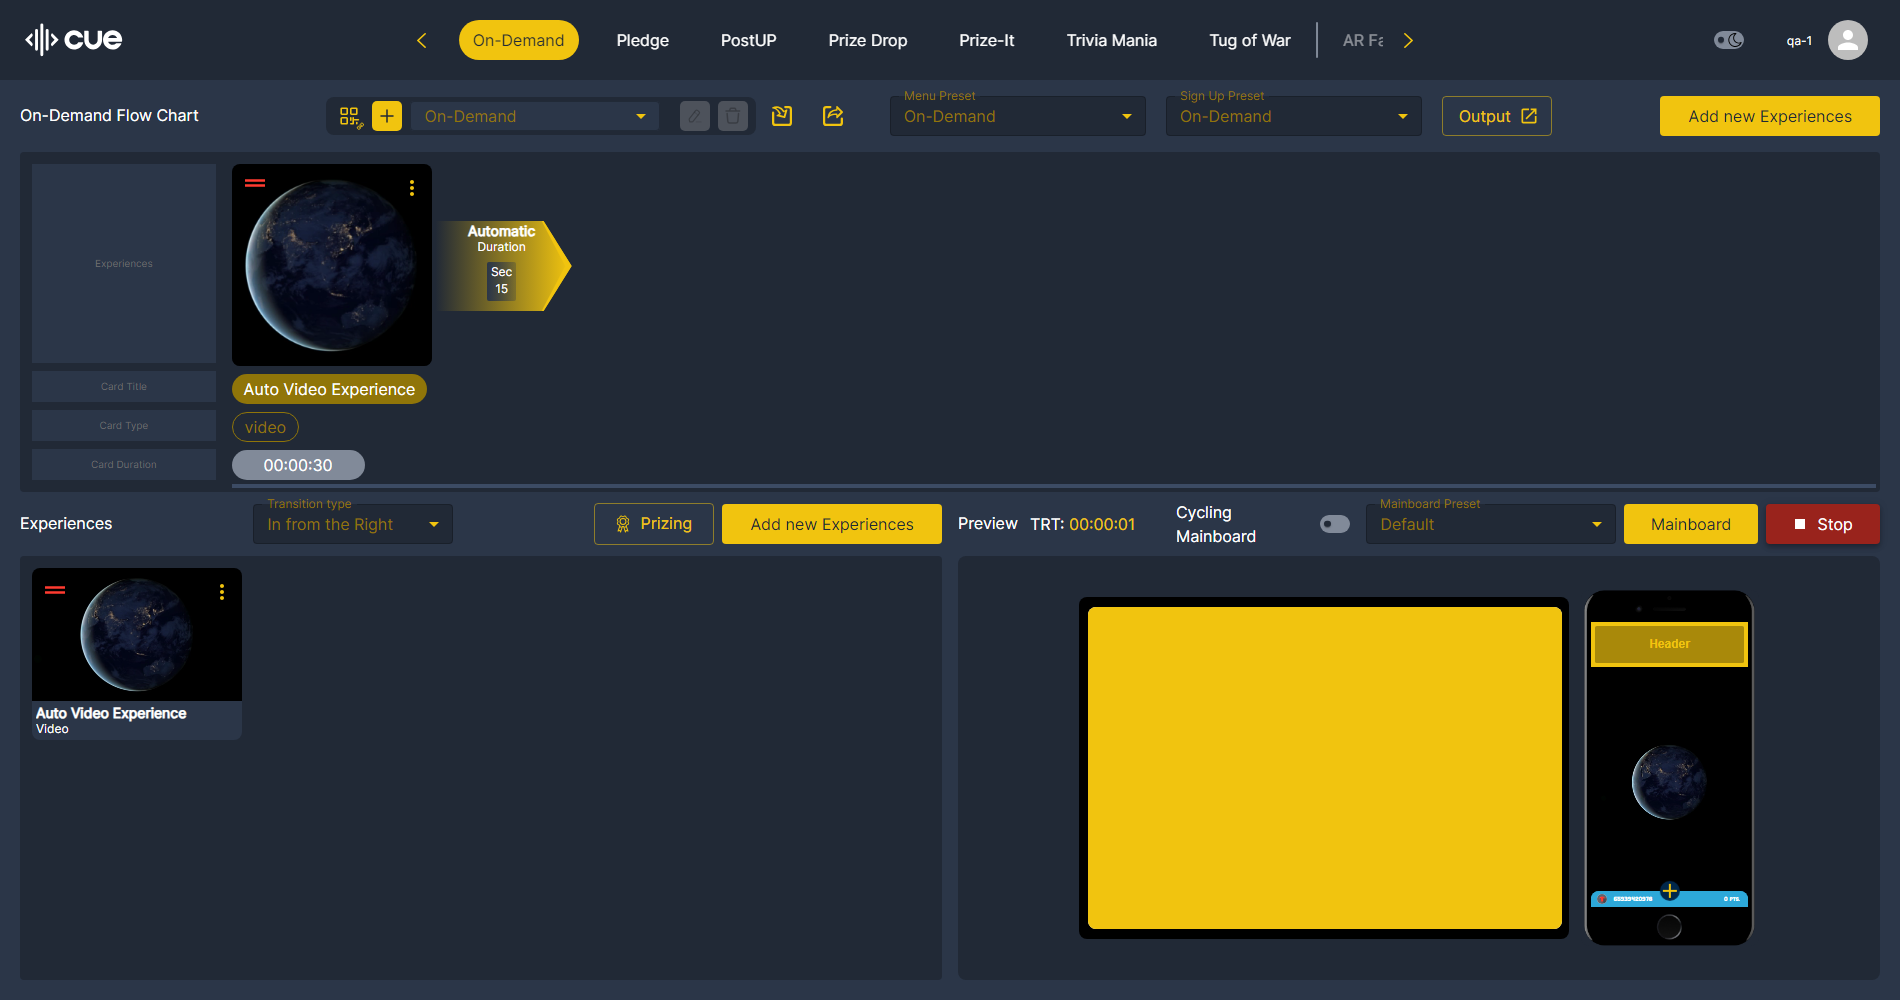 cue
On-Demand
Pledge
PostUP
Prize Drop
Prize-It
Trivia Mania
Tug of War
AR Fa
qa-1
On-Demand Flow Chart
On-Demand
Menu Preset
On-Demand
Sign Up Preset
On-Demand
Output
Add new Experiences
Experiences
Automatic
Duration
Sec
15
Card Title
Auto Video Experience
Card Type
video
Card Duration
00:00:30
Experiences
Transition type
In from the Right
Prizing
Add new Experiences
Preview
TRT: 00:00:01
Cycling
Mainboard
Mainboard Preset
Default
Mainboard
Stop
Auto Video Experience
Video
Header
0 PTS.